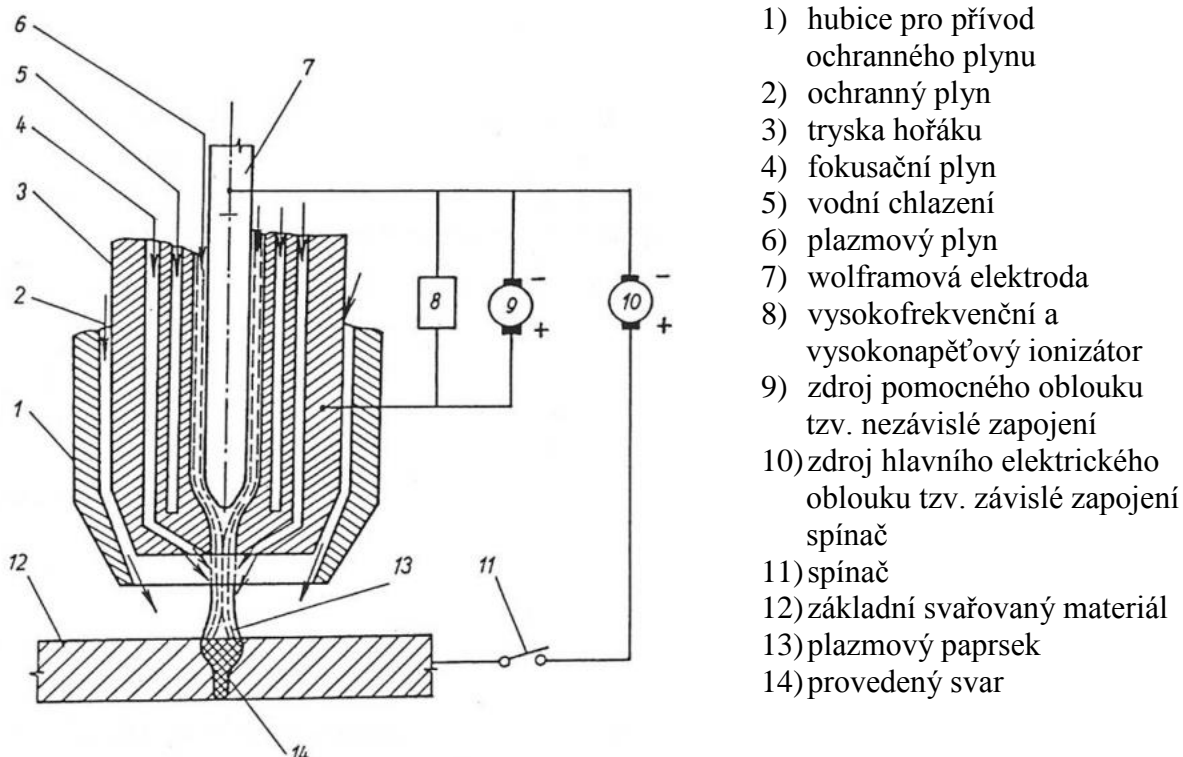 6
5
4
3
2
1
12
7
8
9
10
-
+
-
+
13
11
14
1) hubice pro přívod
ochranného plynu
2) ochranný plyn
3) tryska hořáku
4) fokusační plyn
5) vodní chlazení
6) plazmový plyn
7) wolframová elektroda
8) vysokofrekvenční a
vysokonapěťový ionizátor
9) zdroj pomocného oblouku
tzv. nezávislé zapojení
10) zdroj hlavního elektrického
oblouku tzv. závislé zapojení
spínač
11) spínač
12) základní svařovaný materiál
13) plazmový paprsek
14) provedený svar